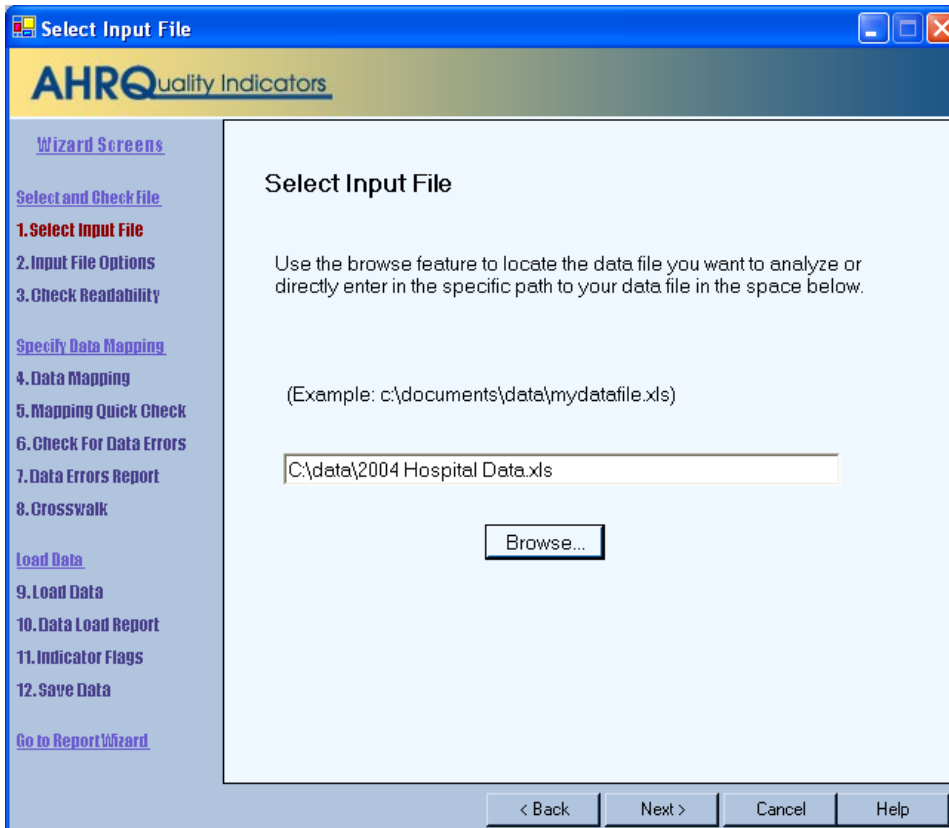 Select Input File
AHRQuality Indicators
Wizard Screens
Select and Check File
1.Select Input File
2.Input File Options
3.Check Readability
Specify Data Mapping
4.Data Mapping
5.Mapping Quick Check
6.Check For Data Errors
7.Data Errors Report
8.Crosswalk
Load Data
9.Load Data
10.Data Load Report
11.Indicator Flags
12.Save Data
Go to Report Wizard
Select Input File
Use the browse feature to locate the data file you want to analyze or
directly enter in the specific path to your data file in the space below.
(Example: c:\documents\data\mydatafile.xls)
C:\data\2004 Hospital Data.xls
Browse...
< Back Next > Cancel Help